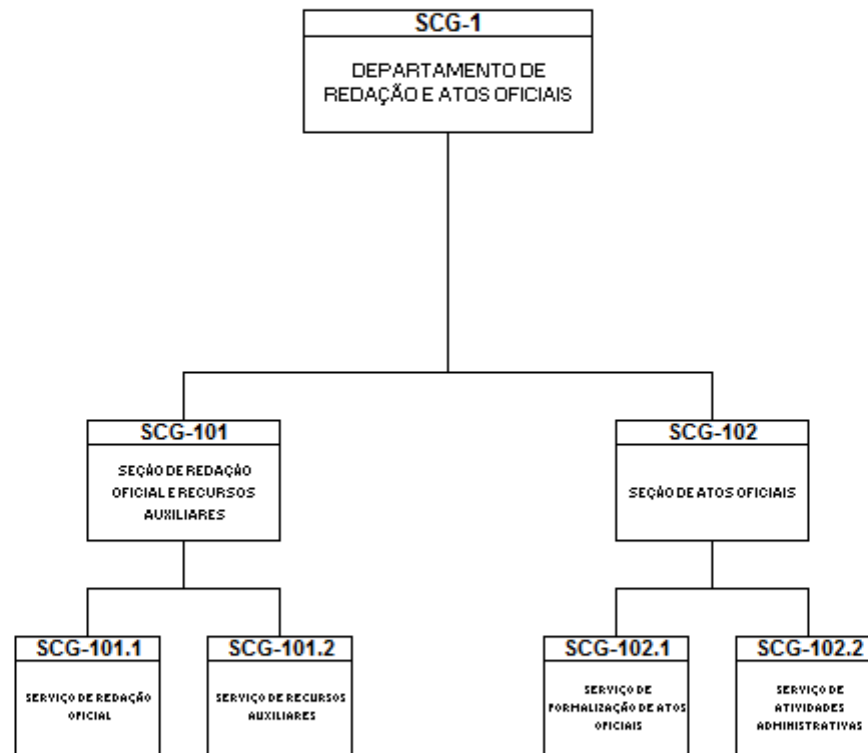 SCG-1
DEPARTAMENTO DE
REDAÇÃO E ATOS OFICIAIS
SCG-101
SEÇÃO DE REDAÇÃO
OFICIAL E RECURSOS
AUXILIARES
SCG-102
SEÇÃO DE ATOS OFICIAIS
SCG-101.1
SERVIÇO DE REDAÇÃO
OFICIAL
SCG-101.2
SERVIÇO DE RECURSOS
AUXILIARES
SCG-102.1
SERVIÇO DE
FORMALIZAÇÃO DE ATOS
OFICIAIS
SCG-102.2
SERVIÇO DE
ATIVIDADES
ADMINISTRATIVAS